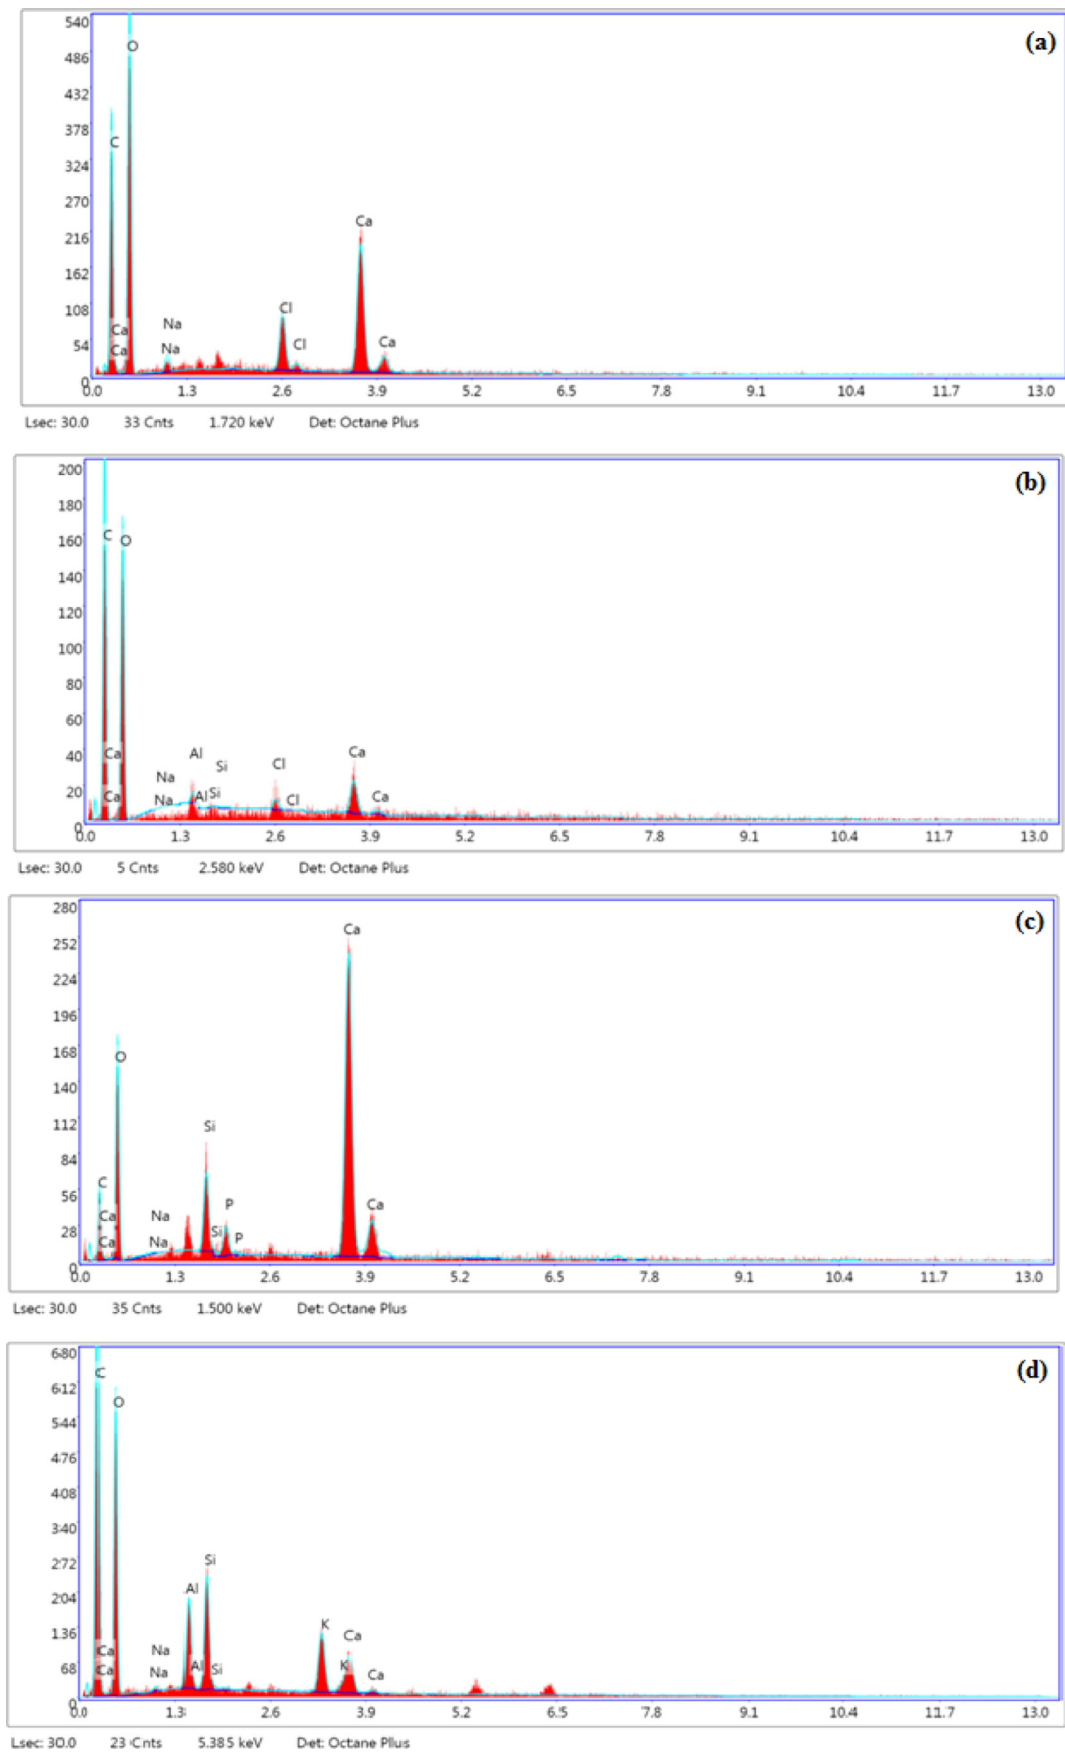 (a)
540
486
432
378
324
270
216
162
108
54
0
O
C
Ca
Ca
Na
Na
Cl
Cl
Ca
Ca
0.0 1.3 2.6 3.9 5.2 6.5 7.8 9.1 10.4 11.7 13.0
Lsec: 30.0 33 Cnts 1.720 keV Det: Octane Plus
(b)
200
180
160
140
120
100
80
60
40
20
0
C
O
Ca
Ca
Na
Na
Al
Al
Si
Si
Cl
Cl
Ca
Ca
0.0 1.3 2.6 3.9 5.2 6.5 7.8 9.1 10.4 11.7 13.0
Lsec: 30.0 5 Cnts 2.580 keV Det: Octane Plus
(c)
280
252
224
196
168
140
112
84
56
28
0
C
Ca
Ca
O
Na
Na
Si
Si
P
P
Ca
Ca
0.0 1.3 2.6 3.9 5.2 6.5 7.8 9.1 10.4 11.7 13.0
Lsec: 30.0 35 Cnts 1.500 keV Det: Octane Plus
(d)
680
612
544
476
408
340
272
204
136
68
0
C
O
Ca
Ca
Na
Na
Al
Al
Si
Si
K
K
Ca
Ca
0.0 1.3 2.6 3.9 5.2 6.5 7.8 9.1 10.4 11.7 13.0
Lsec: 30.0 23 Cnts 5.385 keV Det: Octane Plus